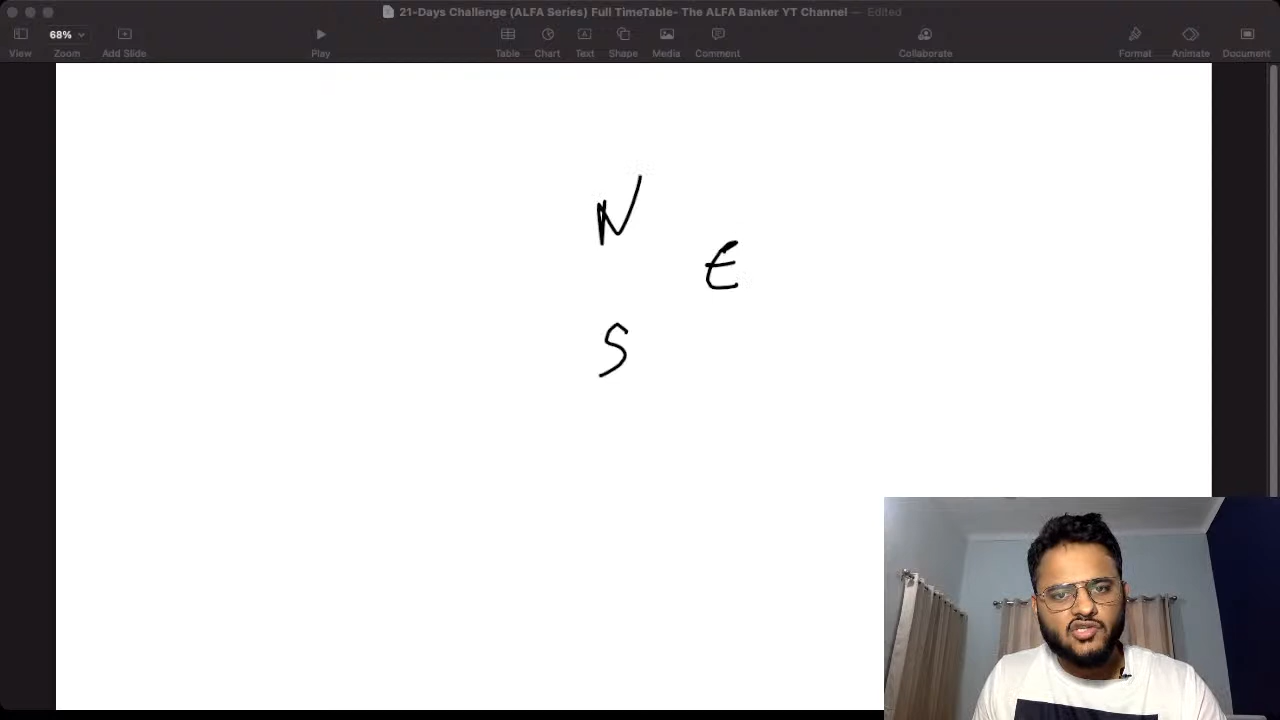 21-Days Challenge (ALFA Series) Full TimeTable- The ALFA Banker YT Channel — Edited
68%
View Zoom Add Slide Play Table Chart Text Shape Media Comment Collaborate Format Animate Document
N
E
S